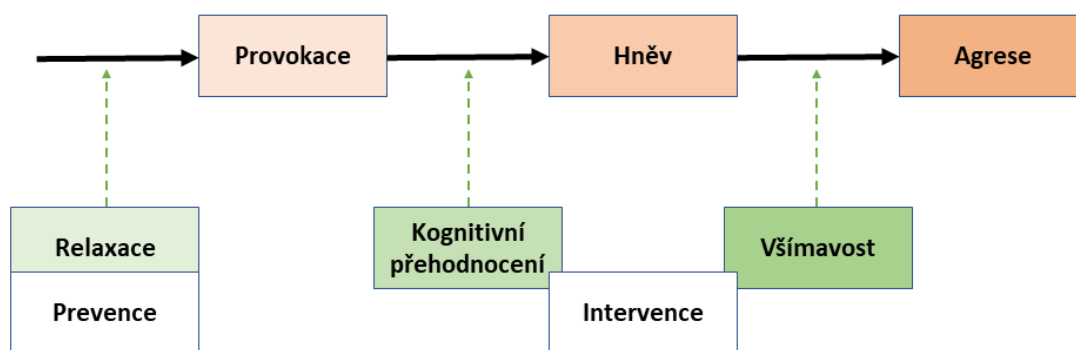 Provokace
Hněv
Agrese
Relaxace
Kognitivní
přehodnocení
Všímavost
Prevence
Intervence